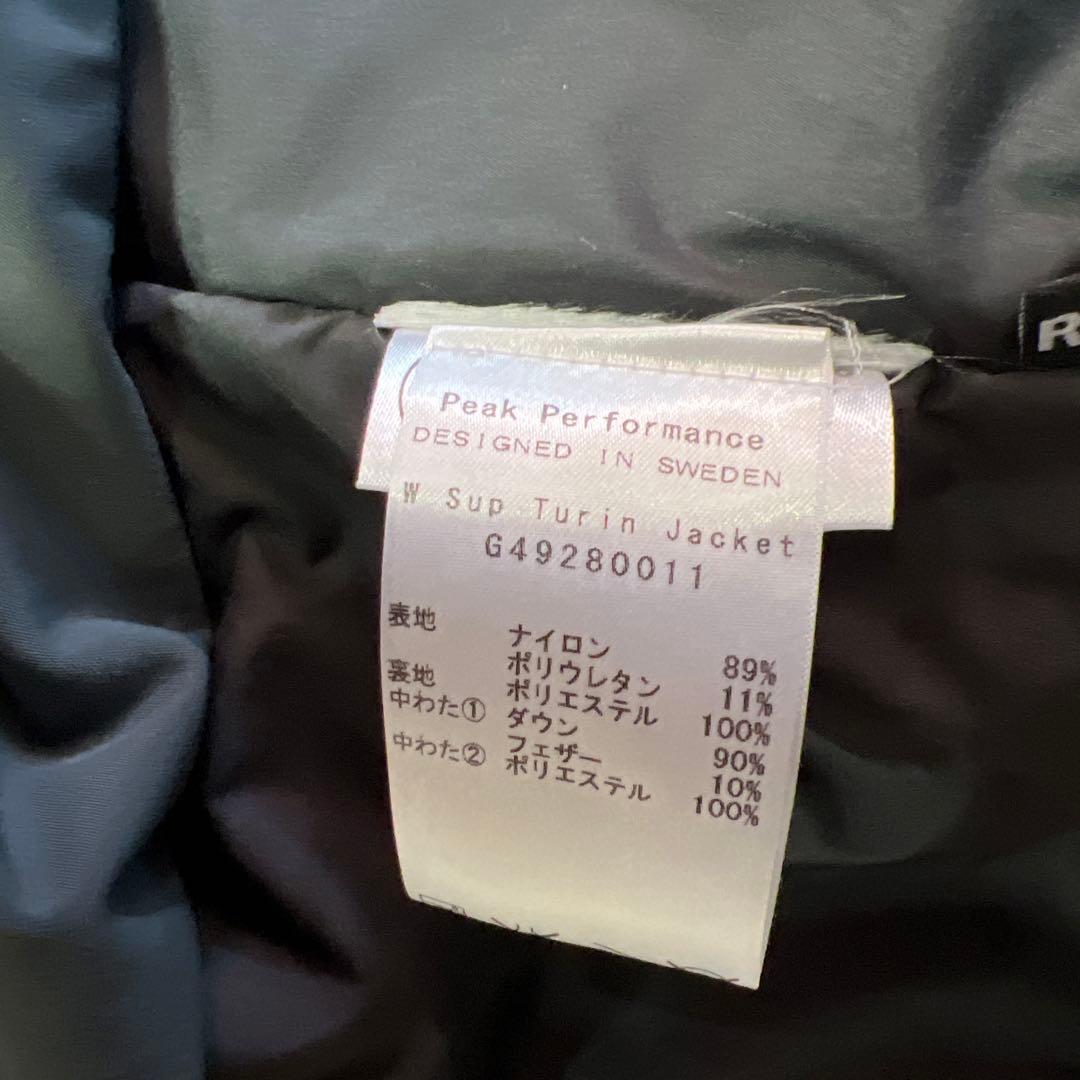 Peak Performance
DESIGNED IN SWEDEN
W Sup Turin Jacket
G49280011
表地 ナイロン 89%
ポリウレタン 11%
裏地 ポリエステル 100%
中わた① ダウン 90%
フェザー 10%
中わた② ポリエステル 100%
R